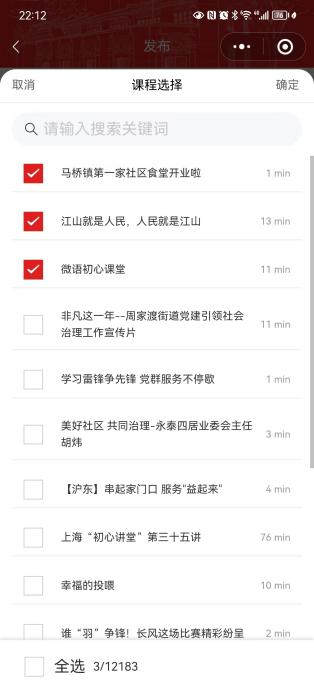 22:12
发布
取消
课程选择
确定
请输入搜索关键词
马桥镇第一家社区食堂开业啦
1 min
江山就是人民，人民就是江山
13 min
微语初心课堂
11 min
非凡这一年--周家渡街道党建引领社会
治理工作宣传片
11 min
学习雷锋争先锋 党群服务不停歇
1 min
美好社区 共同治理-永泰四居业委会主任
胡炜
3 min
【沪东】串起家门口 服务"益起来"
4 min
上海“初心讲堂”第三十五讲
76 min
幸福的投喂
10 min
谁“羽”争锋！长风这场比赛精彩纷呈
2 min
全选 3/12183